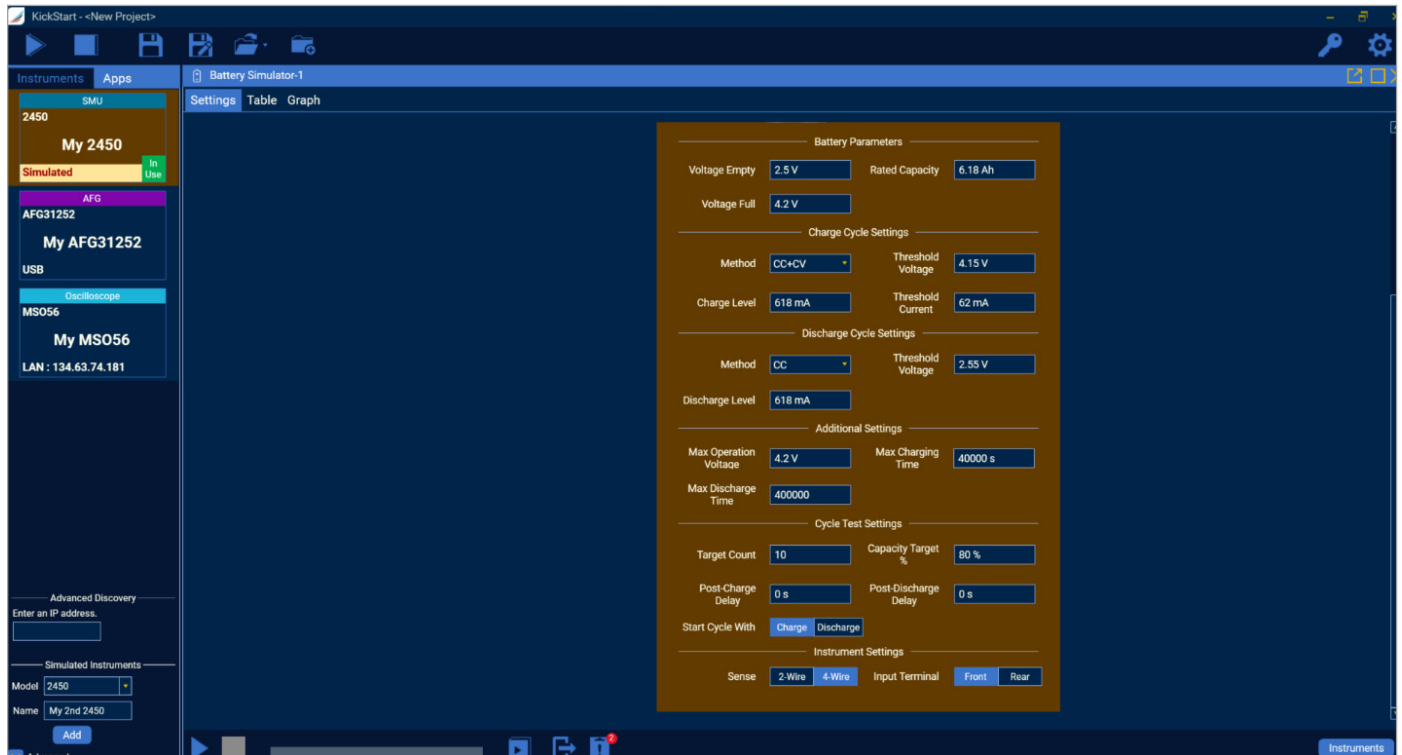 KickStart - <New Project>
Instruments Apps
Battery Simulator-1
Settings Table Graph
SMU
2450
My 2450
Simulated
In Use
AFG
AFG31252
My AFG31252
USB
Oscilloscope
MSO56
My MSO56
LAN : 134.63.74.181
Advanced Discovery
Enter an IP address.
Simulated Instruments
Model 2450
Name My 2nd 2450
Add
Battery Parameters
Voltage Empty 2.5 V Rated Capacity 6.18 Ah
Voltage Full 4.2 V
Charge Cycle Settings
Method CC+CV Threshold Voltage 4.15 V
Charge Level 618 mA Threshold Current 62 mA
Discharge Cycle Settings
Method CC Threshold Voltage 2.55 V
Discharge Level 618 mA
Additional Settings
Max Operation Voltage 4.2 V Max Charging Time 40000 s
Max Discharge Time 400000
Cycle Test Settings
Target Count 10 Capacity Target % 80 %
Post-Charge Delay 0 s Post-Discharge Delay 0 s
Start Cycle With Charge Discharge
Instrument Settings
Sense 2-Wire 4-Wire Input Terminal Front Rear
2
Instruments